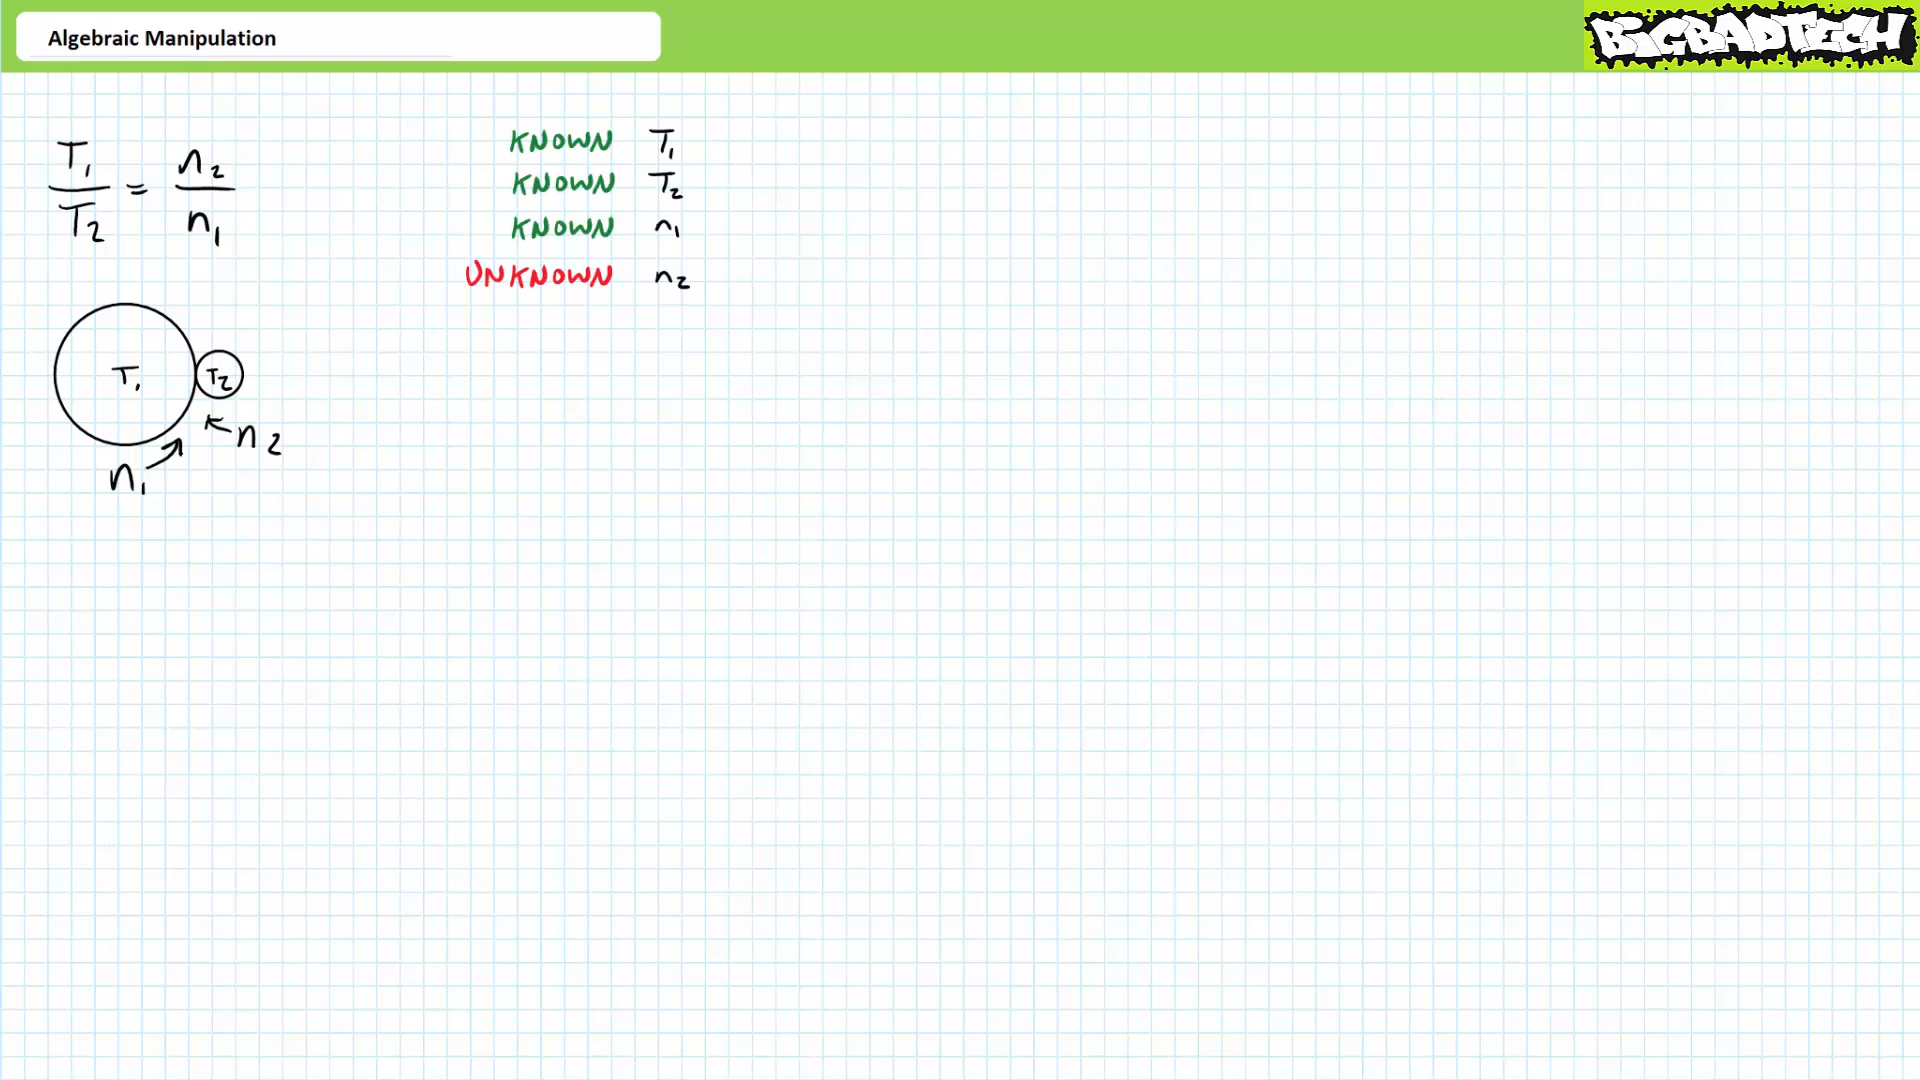 Algebraic Manipulation
BIGBADTECH
T₁/T₂ = n₂/n₁
KNOWN T₁
KNOWN T₂
KNOWN n₁
UNKNOWN n₂
T₁ T₂
n₂
n₁